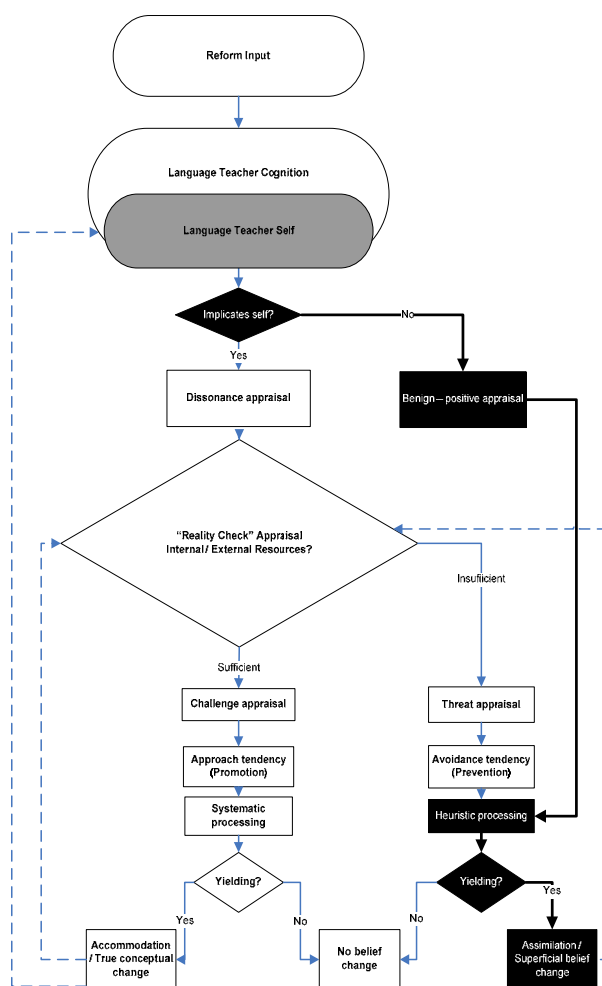 Reform Input
Language Teacher Cognition
Language Teacher Self
Implicates self?
No
Yes
Dissonance appraisal
Benign – positive appraisal
"Reality Check" Appraisal
Internal / External Resources?
Insufficient
Sufficient
Challenge appraisal
Threat appraisal
Approach tendency
(Promotion)
Avoidance tendency
(Prevention)
Systematic
processing
Heuristic processing
Yielding?
Yielding?
Yes
No
No
Yes
Accommodation
/ True conceptual
change
No belief
change
Assimilation /
Superficial belief
change